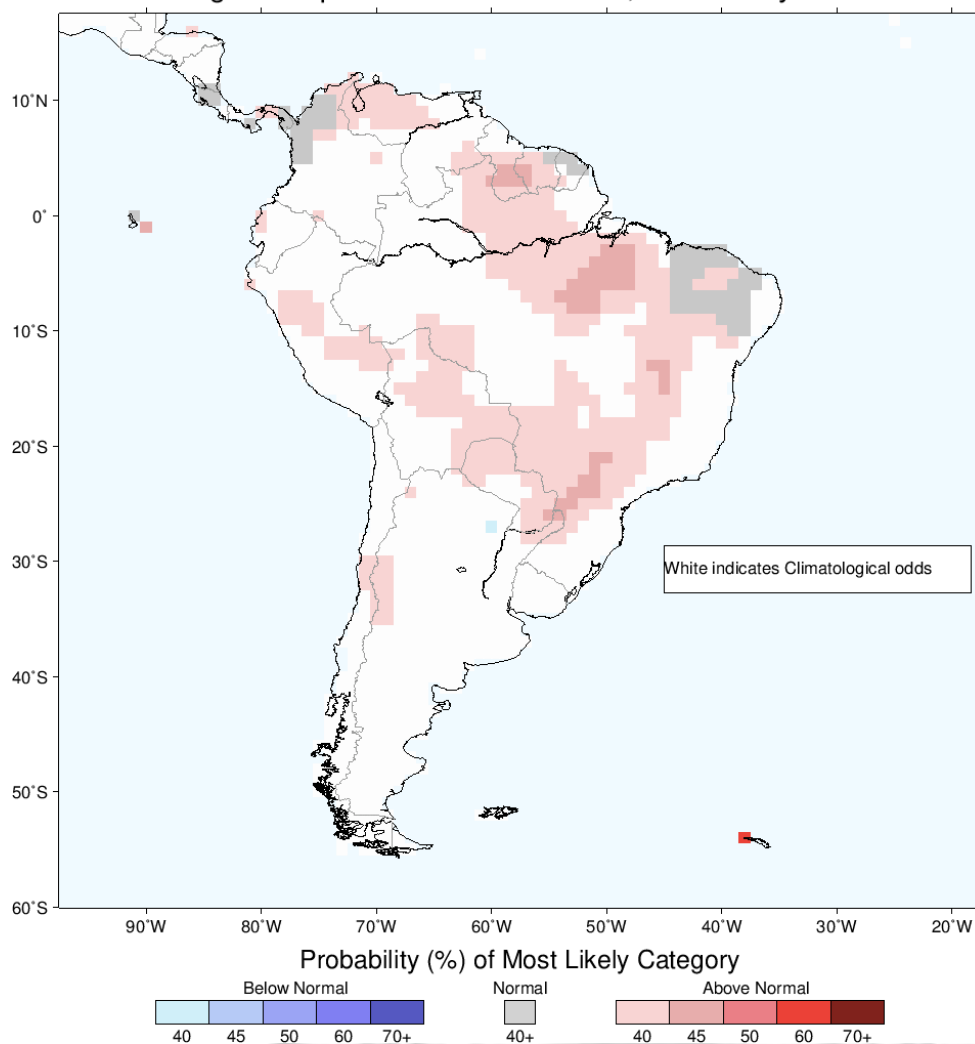 10°N
0°
10°S
20°S
30°S
40°S
50°S
60°S
White indicates Climatological odds
90°W 80°W 70°W 60°W 50°W 40°W 30°W 20°W
Probability (%) of Most Likely Category
Below Normal Normal Above Normal
40 45 50 60 70+ 40+ 40 45 50 60 70+